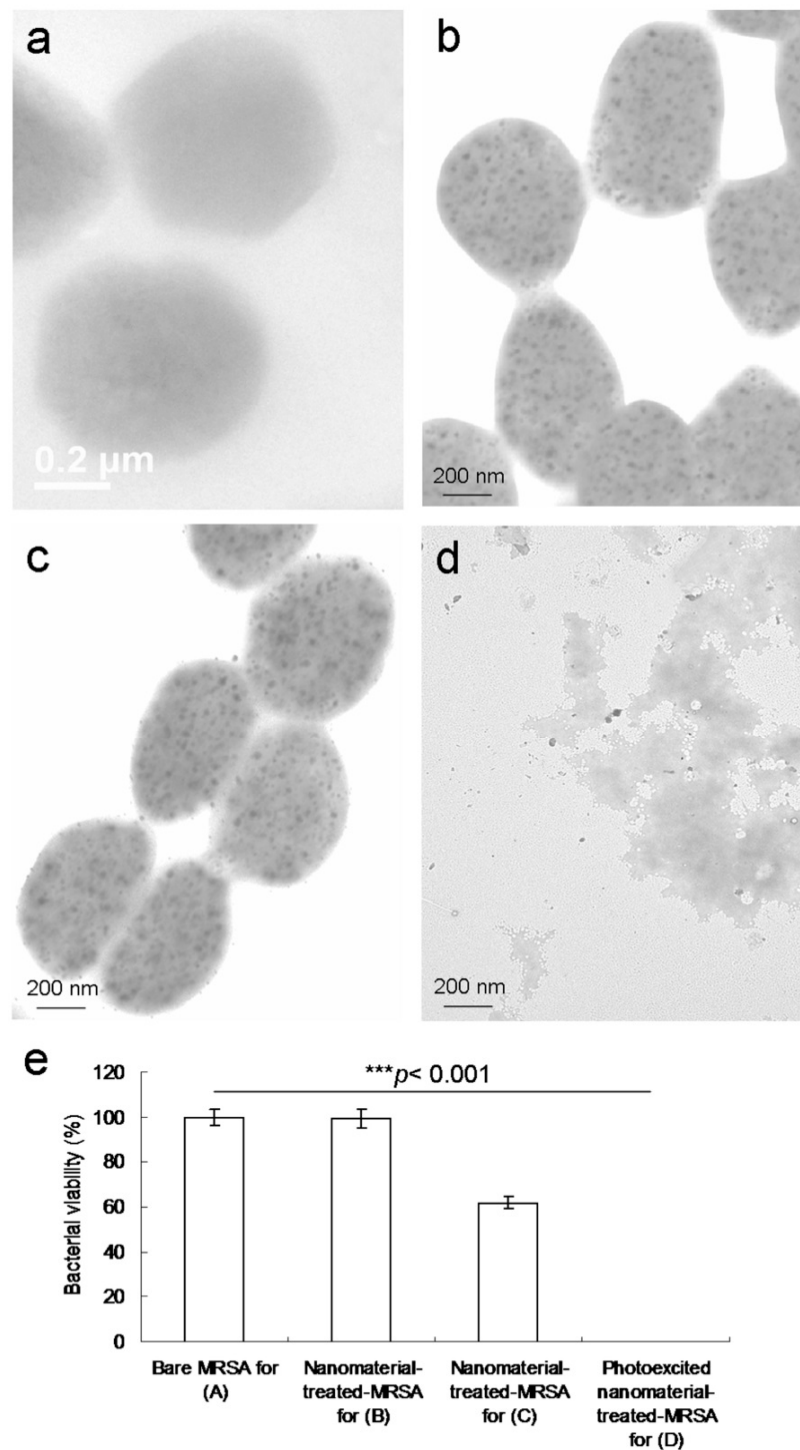 a
0.2 μm
b
200 nm
c
200 nm
d
200 nm
e
***p< 0.001
Bacterial viability (%)
120
100
80
60
40
20
0
Bare MRSA for
(A)
Nanomaterial-
treated-MRSA
for (B)
Nanomaterial-
treated-MRSA
for (C)
Photoexcited
nanomaterial-
treated-MRSA
for (D)